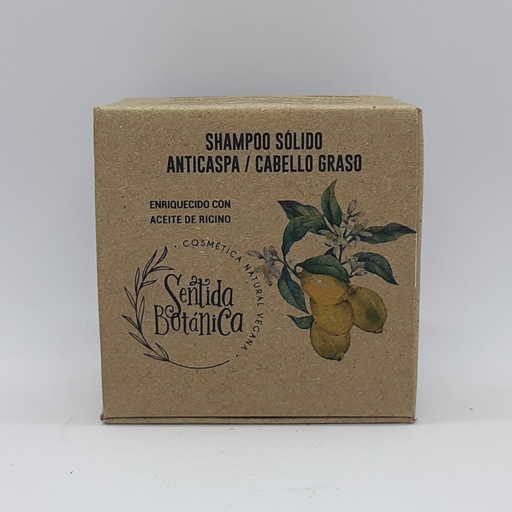 SHAMPOO SÓLIDO
ANTICASPA / CABELLO GRASO
ENRIQUECIDO CON
ACEITE DE RICINO
· COSMÉTICA NATURAL VEGANA ·
Sentida
Botánica